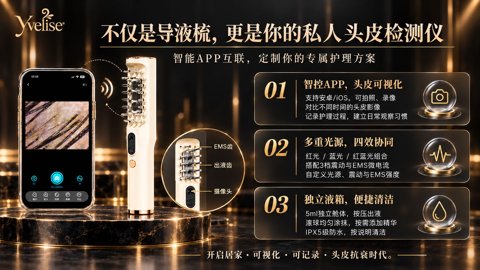 Yvelise®
不仅是导液梳，更是你的私人头皮检测仪
智能APP互联，定制你的专属护理方案
EMS齿
出液齿
摄像头
01
智控APP，头皮可视化
支持安卓/iOS，可拍照、录像
对比不同时间的头皮影像
记录护理过程，建立日常观察习惯
02
多重光源，四效协同
红光 / 蓝光 / 红蓝光组合
搭配3档震动与EMS微电流
自定义光源、震动与EMS强度
03
独立液箱，便捷清洁
5ml独立舱体，按压出液
滚球均匀涂抹，按需添加精华
IPX5级防水，按说明清洁
开启居家·可视化·可记录·头皮抗衰时代。